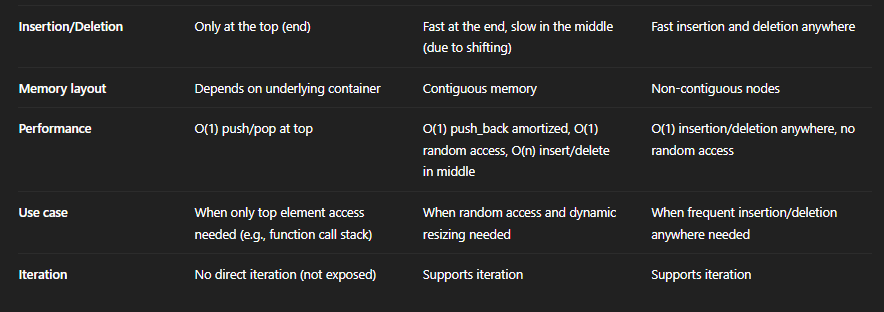 Insertion/Deletion
Only at the top (end)
Fast at the end, slow in the middle
(due to shifting)
Fast insertion and deletion anywhere
Memory layout
Depends on underlying container
Contiguous memory
Non-contiguous nodes
Performance
O(1) push/pop at top
O(1) push_back amortized, O(1)
random access, O(n) insert/delete
in middle
O(1) insertion/deletion anywhere, no
random access
Use case
When only top element access
needed (e.g., function call stack)
When random access and dynamic
resizing needed
When frequent insertion/deletion
anywhere needed
Iteration
No direct iteration (not exposed)
Supports iteration
Supports iteration